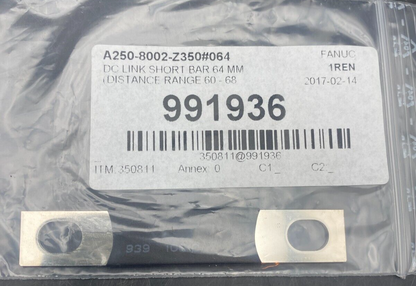 A250-8002-Z350#064 FANUC
DC LINK SHORT BAR 64 MM 1REN
(DISTANCE RANGE 60 - 68 2017-02-14
991936
350811@991936
ITM: 350811 Annex: 0 C1_ C2_
939